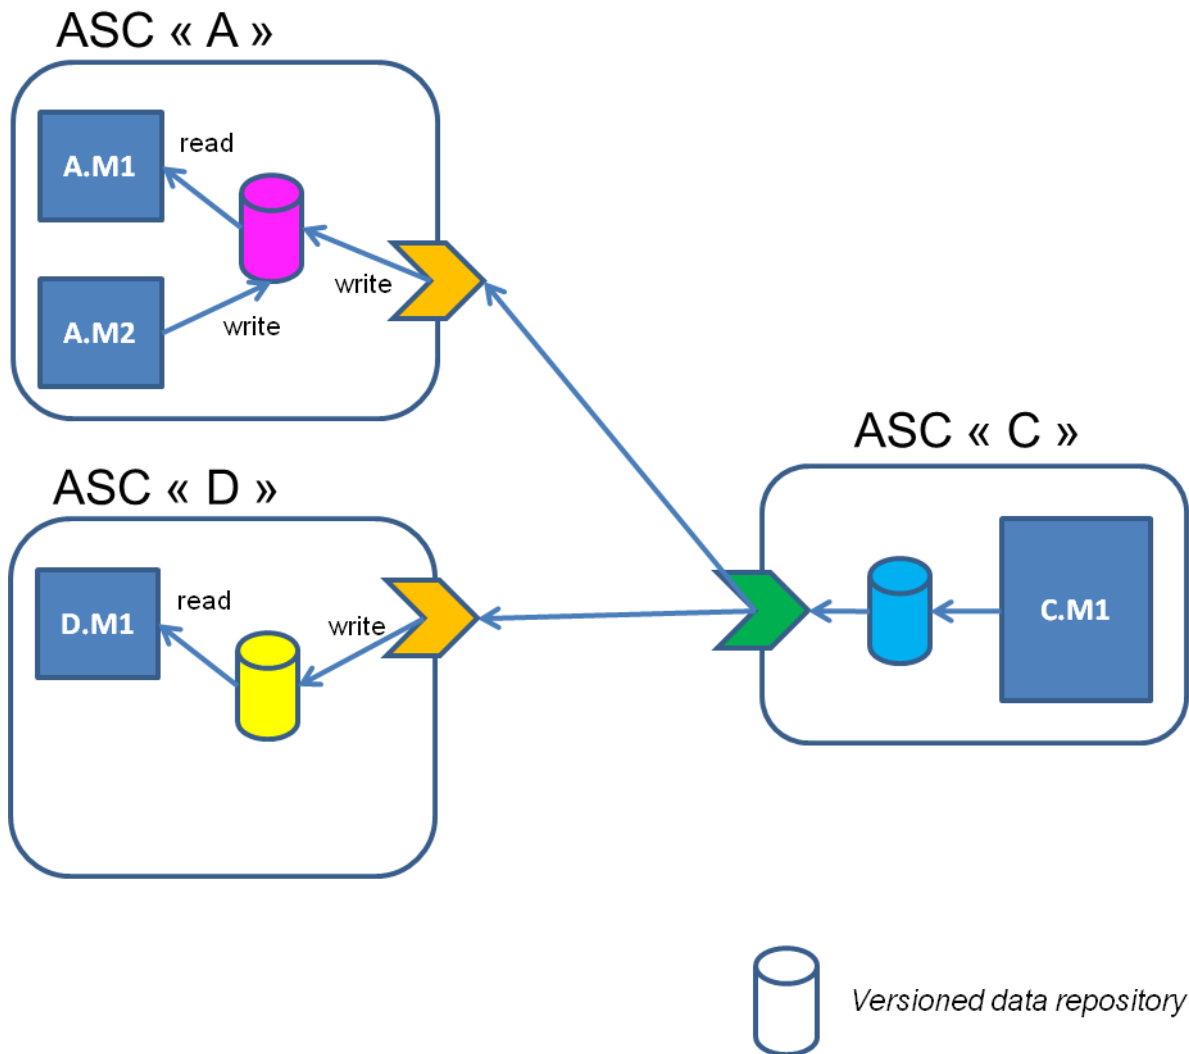 ASC « A »
A.M1
read
write
A.M2
write
ASC « C »
ASC « D »
D.M1
read
write
C.M1
Versioned data repository